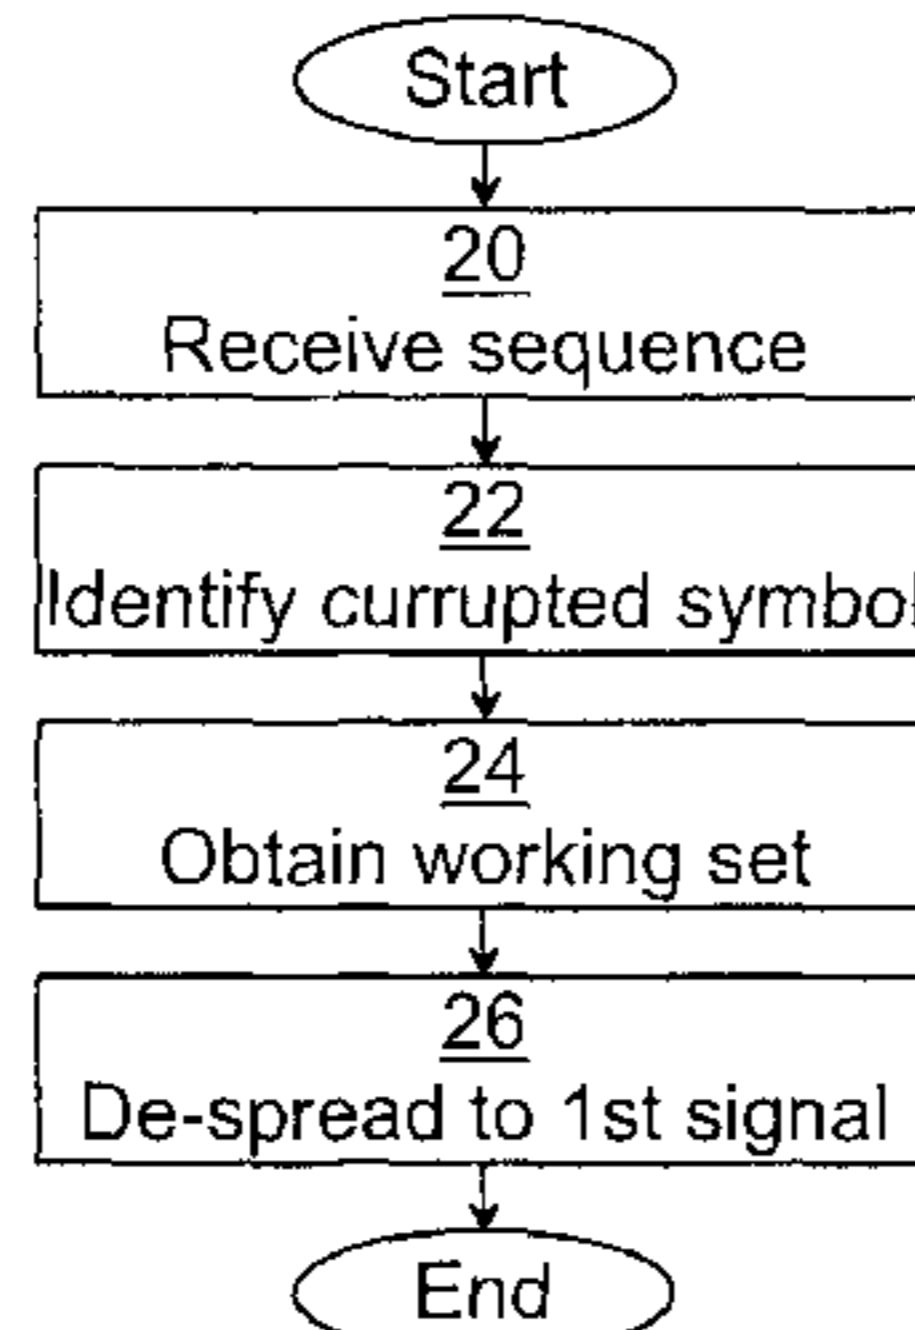 Start
20
Receive sequence
22
Identify currupted symbol
24
Obtain working set
26
De-spread to 1st signal
End